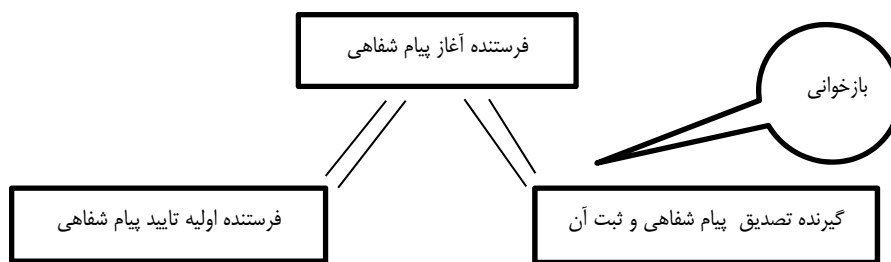 فرستنده آغاز پیام شفاهی
بازخوانی
گیرنده تصدیق پیام شفاهی و ثبت آن
فرستنده اولیه تایید پیام شفاهی